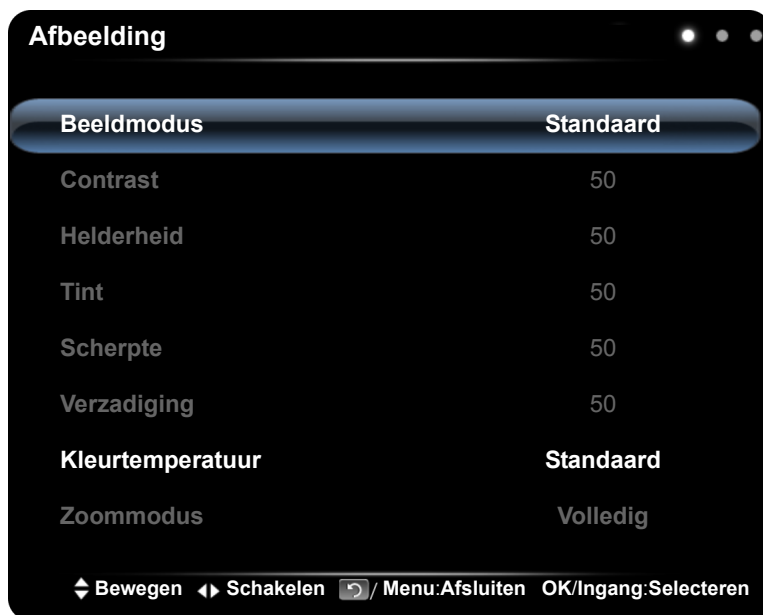 Afbeelding
Beeldmodus Standaard
Contrast 50
Helderheid 50
Tint 50
Scherpte 50
Verzadiging 50
Kleurtemperatuur Standaard
Zoommodus Volledig
Bewegen Schakelen / Menu:Afsluiten OK/Ingang:Selecteren